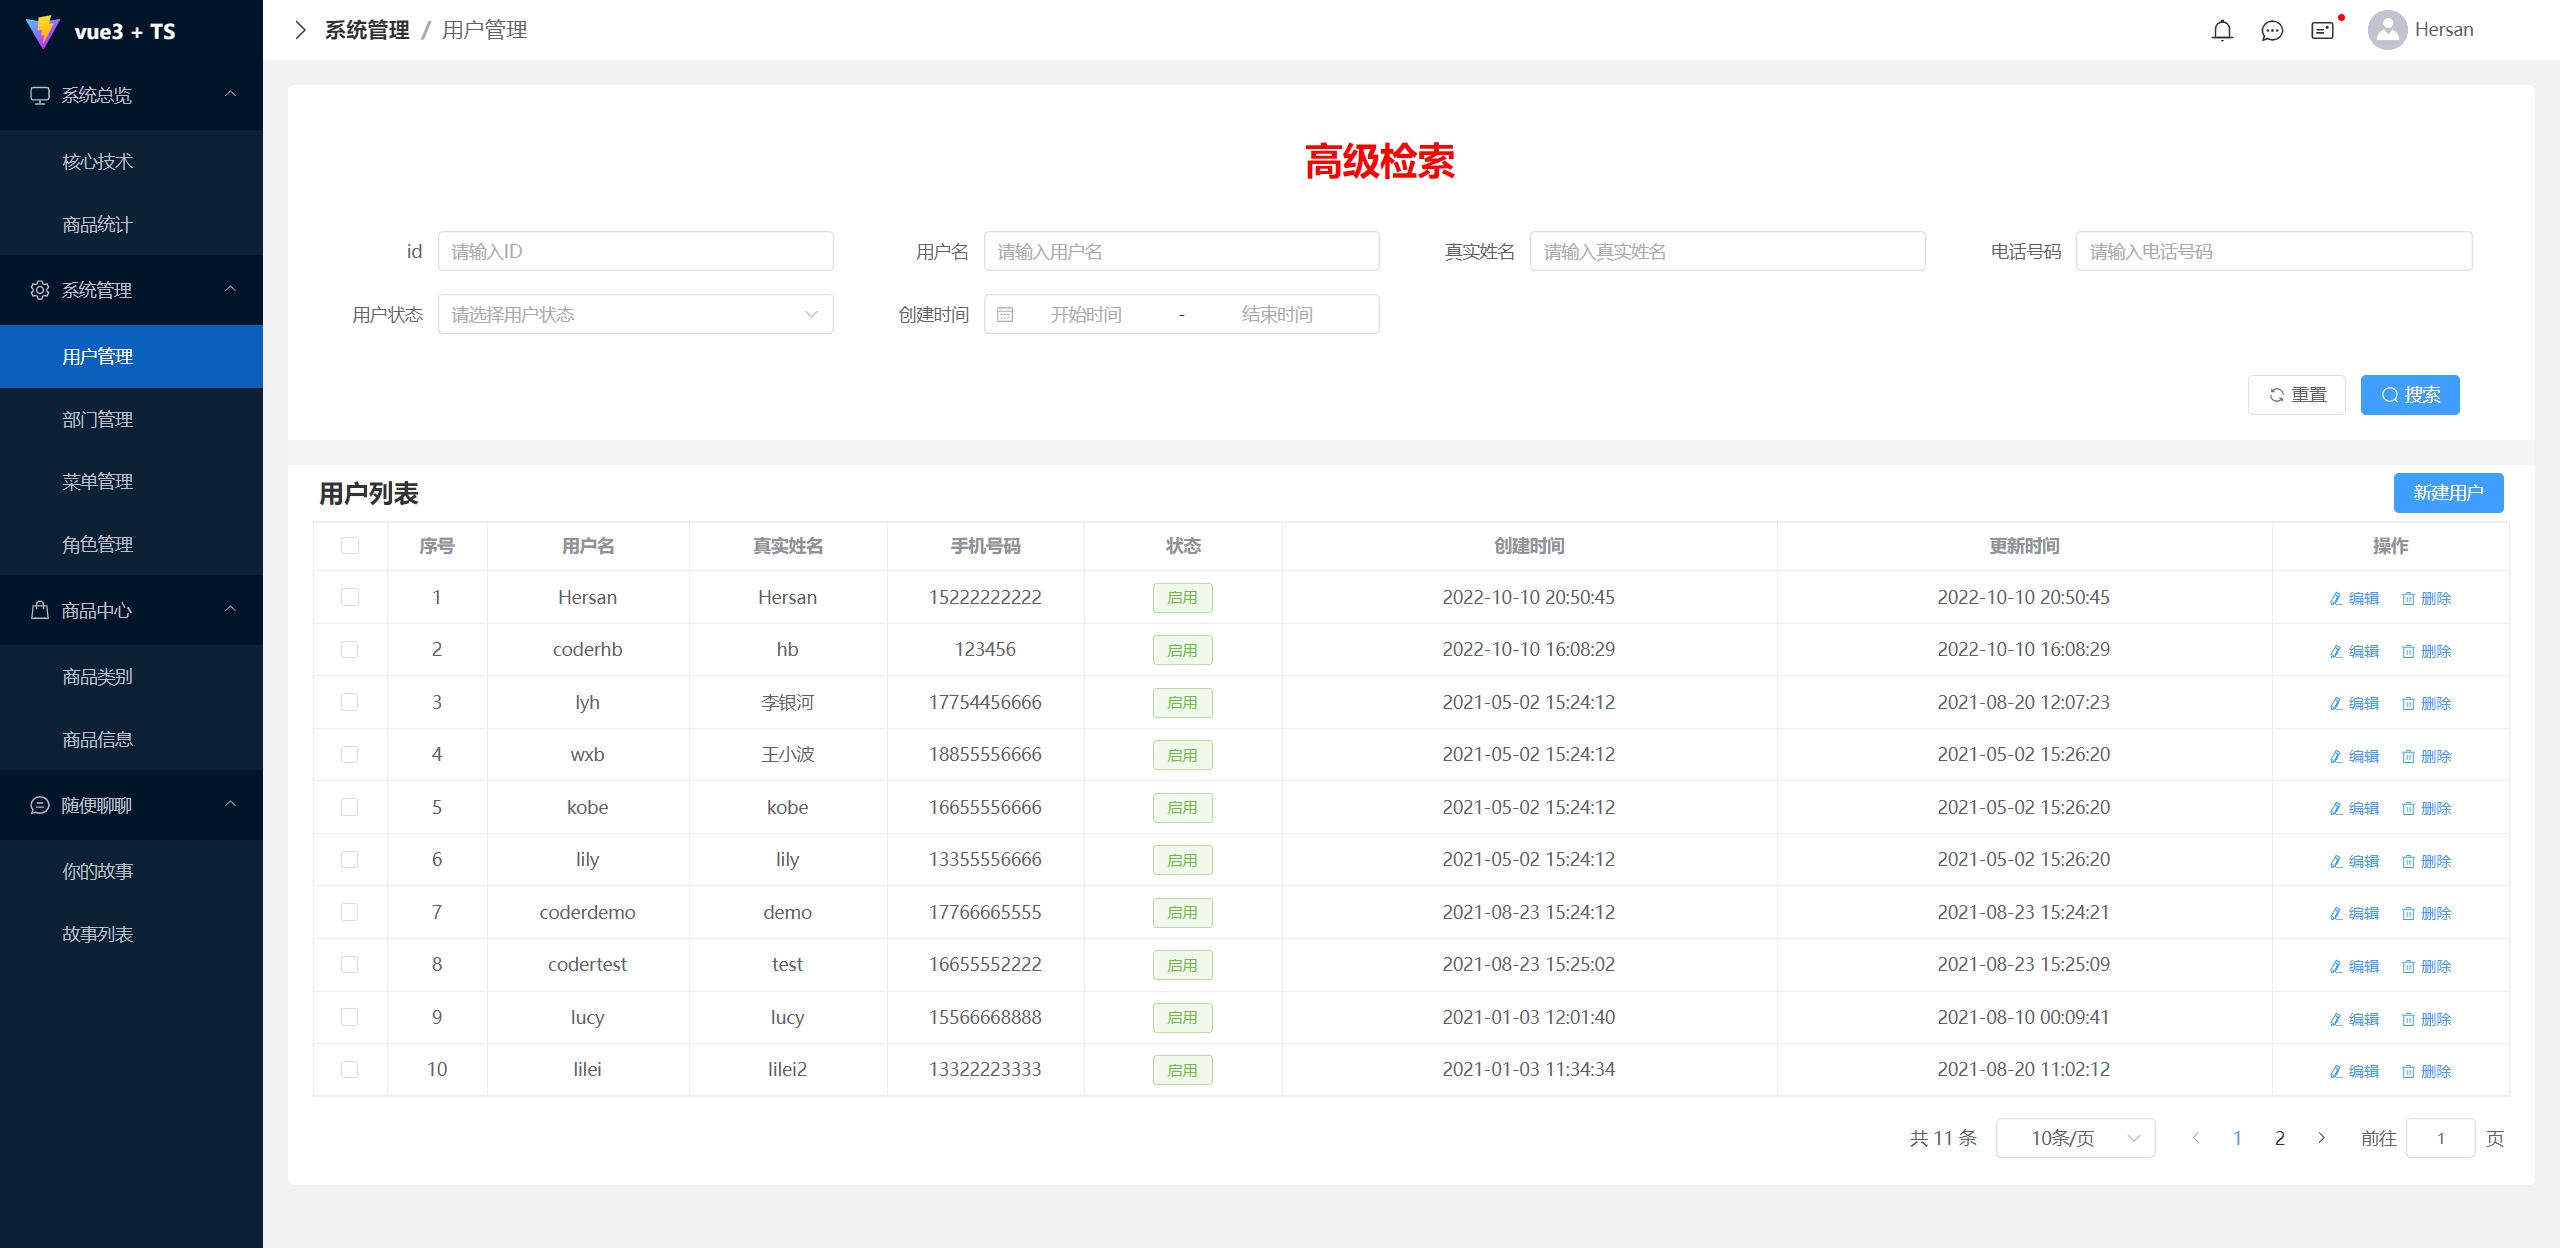 vue3 + TS
系统总览
核心技术
商品统计
系统管理
用户管理
部门管理
菜单管理
角色管理
商品中心
商品类别
商品信息
随便聊聊
你的故事
故事列表
系统管理 / 用户管理
Hersan
高级检索
id 请输入ID 用户名 请输入用户名 真实姓名 请输入真实姓名 电话号码 请输入电话号码
用户状态 请选择用户状态 创建时间 开始时间 - 结束时间
重置 搜索
用户列表 新建用户
序号 用户名 真实姓名 手机号码 状态 创建时间 更新时间 操作
1 Hersan Hersan 15222222222 启用 2022-10-10 20:50:45 2022-10-10 20:50:45 编辑 删除
2 coderhb hb 123456 启用 2022-10-10 16:08:29 2022-10-10 16:08:29 编辑 删除
3 lyh 李银河 17754456666 启用 2021-05-02 15:24:12 2021-08-20 12:07:23 编辑 删除
4 wxb 王小波 18855556666 启用 2021-05-02 15:24:12 2021-05-02 15:26:20 编辑 删除
5 kobe kobe 16655556666 启用 2021-05-02 15:24:12 2021-05-02 15:26:20 编辑 删除
6 lily lily 13355556666 启用 2021-05-02 15:24:12 2021-05-02 15:26:20 编辑 删除
7 coderdemo demo 17766665555 启用 2021-08-23 15:24:12 2021-08-23 15:24:21 编辑 删除
8 codertest test 16655552222 启用 2021-08-23 15:25:02 2021-08-23 15:25:09 编辑 删除
9 lucy lucy 15566668888 启用 2021-01-03 12:01:40 2021-08-10 00:09:41 编辑 删除
10 lilei lilei2 13322223333 启用 2021-01-03 11:34:34 2021-08-20 11:02:12 编辑 删除
共 11 条 10条/页 1 2 前往 1 页